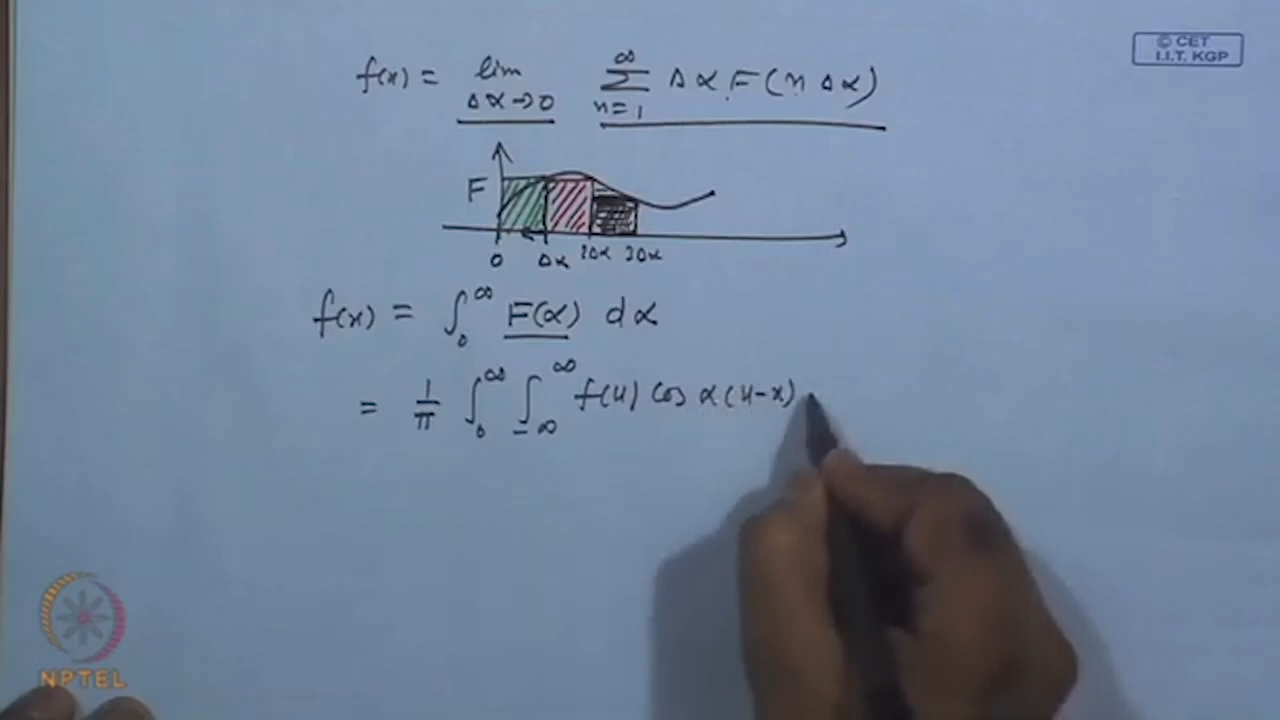 © CET
I.I.T. KGP
f(x) = lim Δα→0 ∑ n=1 ∞ Δα F(nΔα)
F
0 Δα 2Δα 3Δα
f(x) = ∫₀^∞ F(α) dα
= 1/π ∫₀^∞ ∫₋∞^∞ f(u) cos α(u-x)
NPTEL